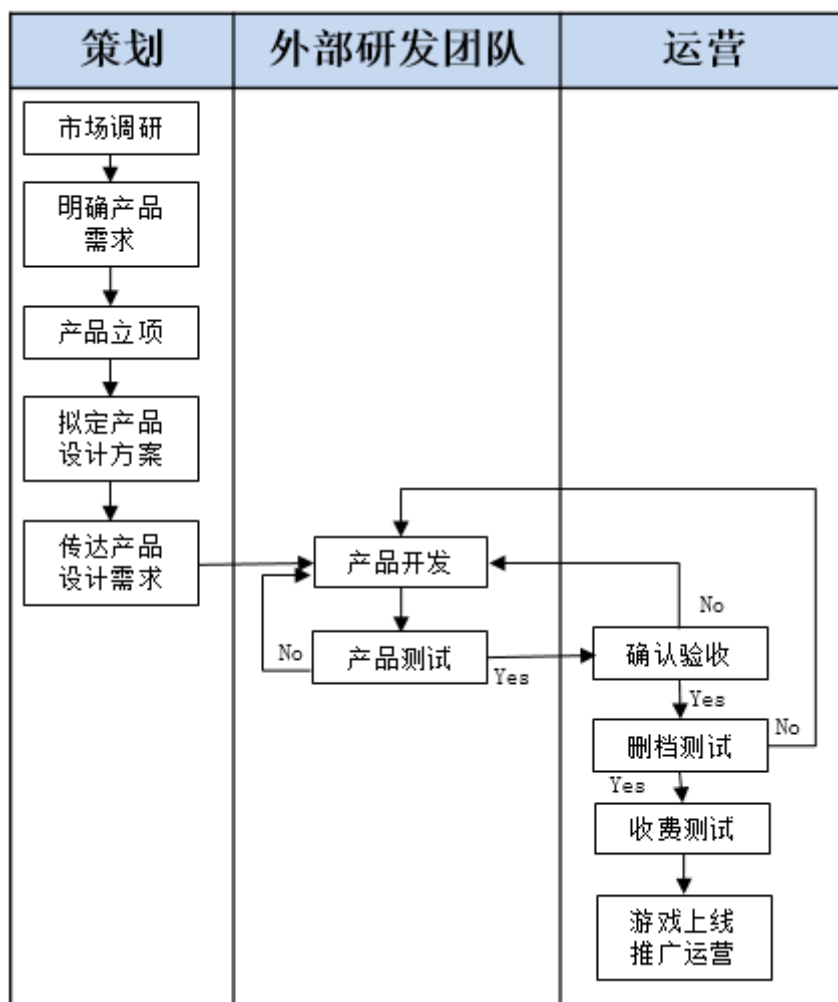 策划
外部研发团队
运营
市场调研
明确产品
需求
产品立项
拟定产品
设计方案
传达产品
设计需求
产品开发
No
No
产品测试
Yes
确认验收
Yes
删档测试
No
Yes
收费测试
游戏上线
推广运营